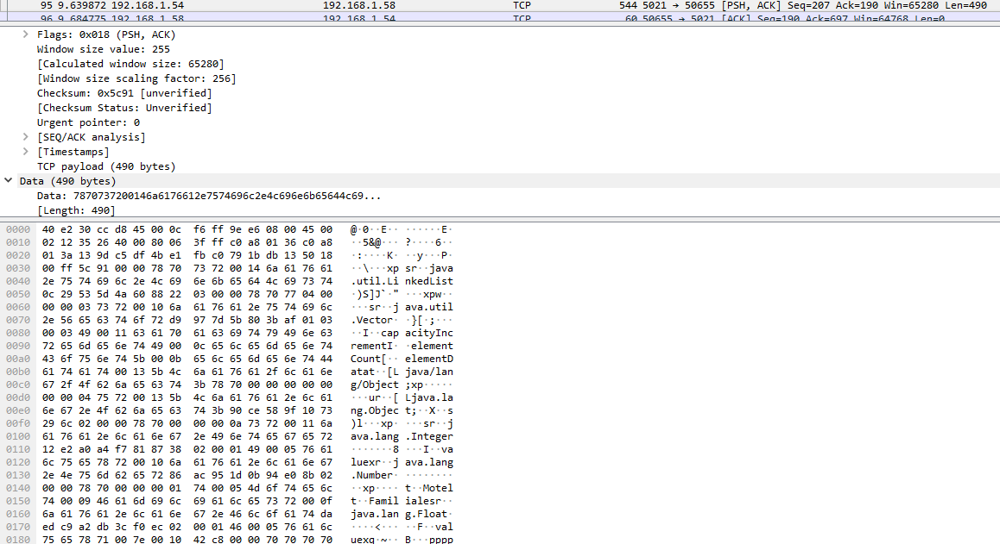 95 9.639872 192.168.1.54 192.168.1.58 TCP 544 5021 → 50655 [PSH, ACK] Seq=207 Ack=190 Win=65280 Len=490
96 9.684775 192.168.1.58 192.168.1.54 TCP 60 50655 → 5021 [ACK] Seq=190 Ack=697 Win=64768 Len=0
Flags: 0x018 (PSH, ACK)
Window size value: 255
[Calculated window size: 65280]
[Window size scaling factor: 256]
Checksum: 0x5c91 [unverified]
[Checksum Status: Unverified]
Urgent pointer: 0
[SEQ/ACK analysis]
[Timestamps]
TCP payload (490 bytes)
Data (490 bytes)
Data: 7870737200146a6176612e7574696c2e4c696e6b65644c69...
[Length: 490]
0000 40 e2 30 cc d8 45 00 0c f6 ff 9e e6 08 00 45 00 @·0··E·· ······E·
0010 02 12 35 26 40 00 80 06 3f ff c0 a8 01 36 c0 a8 ··5&@··· ?····6··
0020 01 3a 13 9d c5 df 4b e1 fb c0 79 1b db 13 50 18 ·:····K· ··y···P·
0030 00 ff 5c 91 00 00 78 70 73 72 00 14 6a 61 76 61 ··\···xp sr··java
0040 2e 75 74 69 6c 2e 4c 69 6e 6b 65 64 4c 69 73 74 .util.Li nkedList
0050 0c 29 53 5d 4a 60 88 22 03 00 00 78 70 77 04 00 ·)S]J`·" ···xpw··
0060 00 00 03 73 72 00 10 6a 61 76 61 2e 75 74 69 6c ···sr··j ava.util
0070 2e 56 65 63 74 6f 72 d9 97 7d 5b 80 3b af 01 03 .Vector· ·}[·;···
0080 00 03 49 00 11 63 61 70 61 63 69 74 79 49 6e 63 ··I··cap acityInc
0090 72 65 6d 65 6e 74 49 00 0c 65 6c 65 6d 65 6e 74 rementI· ·element
00a0 43 6f 75 6e 74 5b 00 0b 65 6c 65 6d 65 6e 74 44 Count[·· elementD
00b0 61 74 61 74 00 13 5b 4c 6a 61 76 61 2f 6c 61 6e atat··[L java/lan
00c0 67 2f 4f 62 6a 65 63 74 3b 78 70 00 00 00 00 00 g/Object ;xp·····
00d0 00 00 04 75 72 00 13 5b 4c 6a 61 76 61 2e 6c 61 ···ur··[ Ljava.la
00e0 6e 67 2e 4f 62 6a 65 63 74 3b 90 ce 58 9f 10 73 ng.Objec t;··X··s
00f0 29 6c 02 00 00 78 70 00 00 00 0a 73 72 00 11 6a )l···xp· ···sr··j
0100 61 76 61 2e 6c 61 6e 67 2e 49 6e 74 65 67 65 72 ava.lang .Integer
0110 12 e2 a0 a4 f7 81 87 38 02 00 01 49 00 05 76 61 ·······8 ···I··va
0120 6c 75 65 78 72 00 10 6a 61 76 61 2e 6c 61 6e 67 luexr··j ava.lang
0130 2e 4e 75 6d 62 65 72 86 ac 95 1d 0b 94 e0 8b 02 .Number· ········
0140 00 00 78 70 00 00 00 01 74 00 05 4d 6f 74 65 6c ··xp···· t··Motel
0150 74 00 09 46 61 6d 69 6c 69 61 6c 65 73 72 00 0f t··Famil ialesr··
0160 6a 61 76 61 2e 6c 61 6e 67 2e 46 6c 6f 61 74 da java.lan g.Float·
0170 ed c9 a2 db 3c f0 ec 02 00 01 46 00 05 76 61 6c ····<··· ··F··val
0180 75 65 78 71 00 7e 00 10 42 c8 00 00 70 70 70 70 uexq·~·· B···pppp